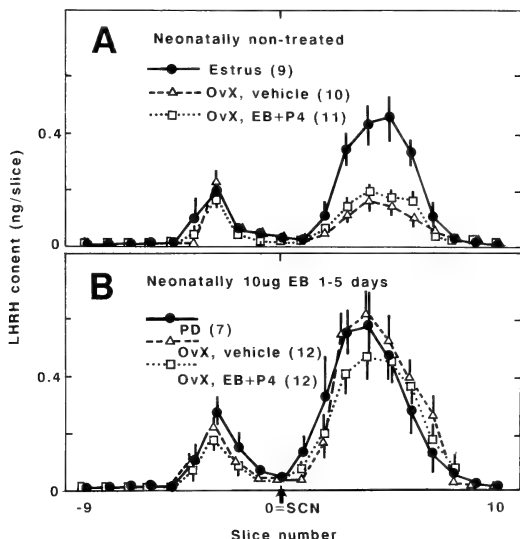 A
Neonatally non-treated
Estrus (9)
OvX, vehicle (10)
OvX, EB+P4 (11)
0.4
0
LHRH conent (ng/slice)
B
Neonatally 10ug EB 1-5 days
PD (7)
OvX, vehicle (12)
OvX, EB+P4 (12)
0.4
0
-9
0=SCN
10
Slice number